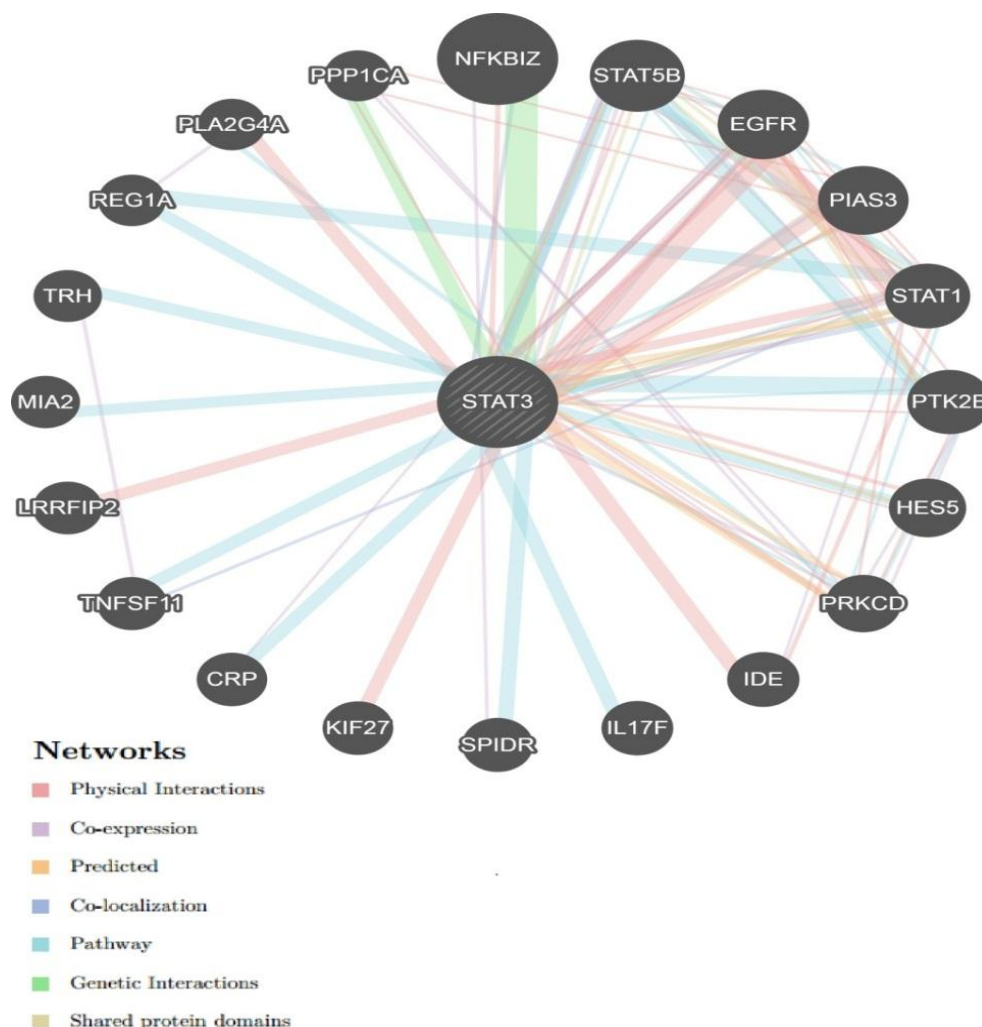 NFKBIZ
PPP1CA
STAT5B
PLA2G4A
EGFR
REG1A
PIAS3
TRH
STAT1
MIA2
STAT3
PTK2B
LRRFIP2
HES5
TNFSF11
PRKCD
CRP
IDE
KIF27
SPIDR
IL17F
Networks
Physical Interactions
Co-expression
Predicted
Co-localization
Pathway
Genetic Interactions
Shared protein domains